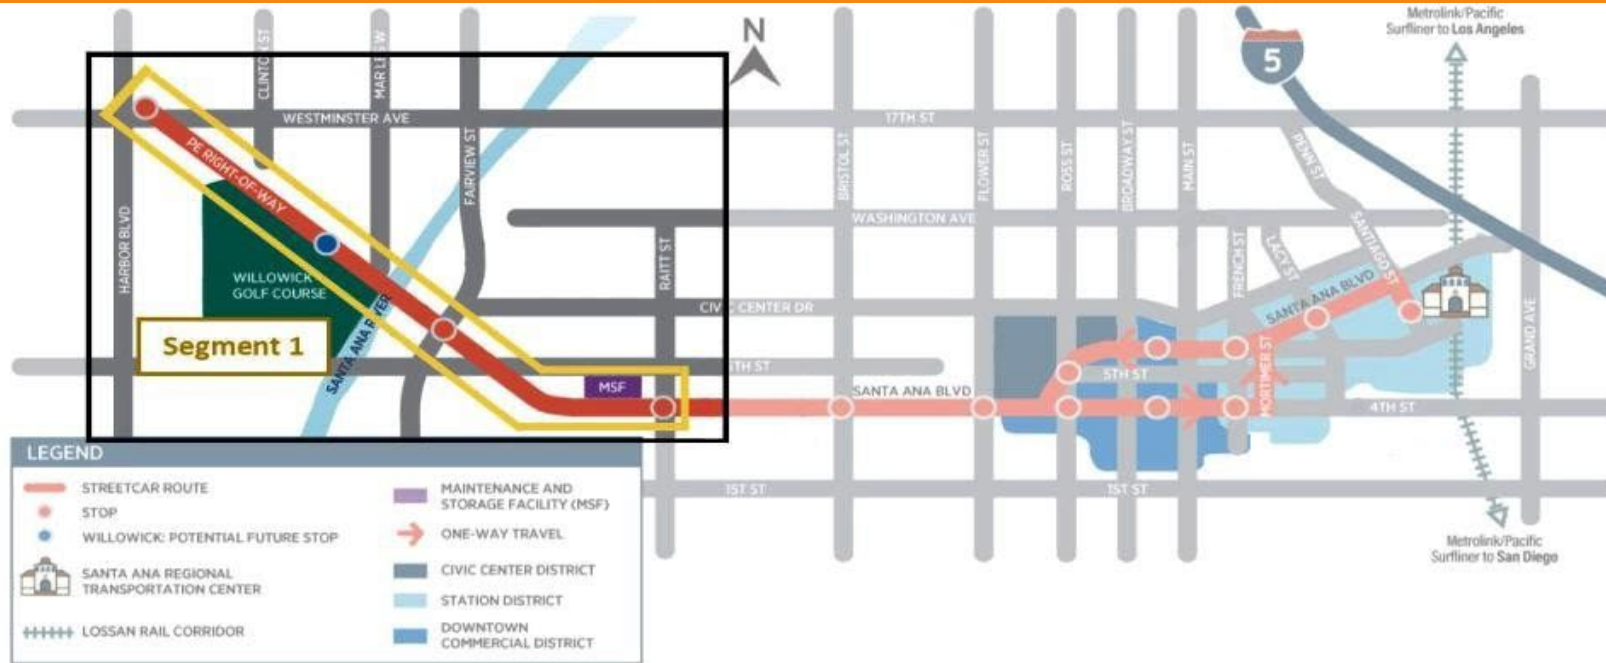 Metrolink/Pacific
Surfliner to Los Angeles
N
5
CLINTON ST
WESTMINSTER AVE
17TH ST
PE RIGHT-OF-WAY
HARBOR BLVD
FAIRVIEW ST
BRISTOL ST
FLOWER ST
ROSS ST
BROADWAY ST
MAIN ST
PENN ST
WASHINGTON AVE
RAITT ST
FRENCH ST
LACY ST
SANTIAGO ST
WILLOWICK
GOLF COURSE
SANTA ANA RIVER
CIVIC CENTER DR
SANTA ANA BLVD
GRAND AVE
Segment 1
MSF
5TH ST
MORTIMER ST
SANTA ANA BLVD
4TH ST
1ST ST
1ST ST
Metrolink/Pacific
Surfliner to San Diego
LEGEND
STREETCAR ROUTE
STOP
WILLOWICK: POTENTIAL FUTURE STOP
SANTA ANA REGIONAL
TRANSPORTATION CENTER
LOSSAN RAIL CORRIDOR
MAINTENANCE AND
STORAGE FACILITY (MSF)
ONE-WAY TRAVEL
CIVIC CENTER DISTRICT
STATION DISTRICT
DOWNTOWN
COMMERCIAL DISTRICT